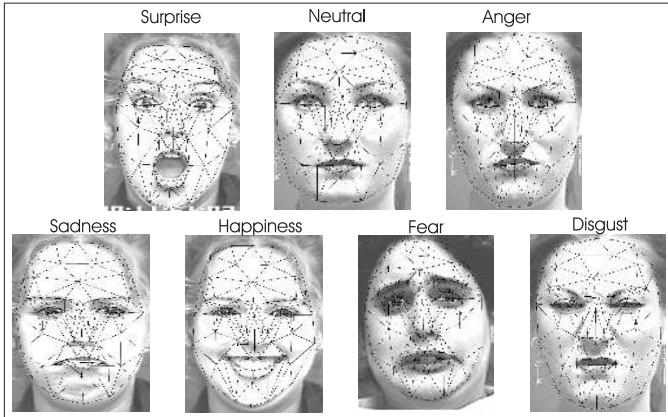 Surprise
Neutral
Anger
Sadness
Happiness
Fear
Disgust